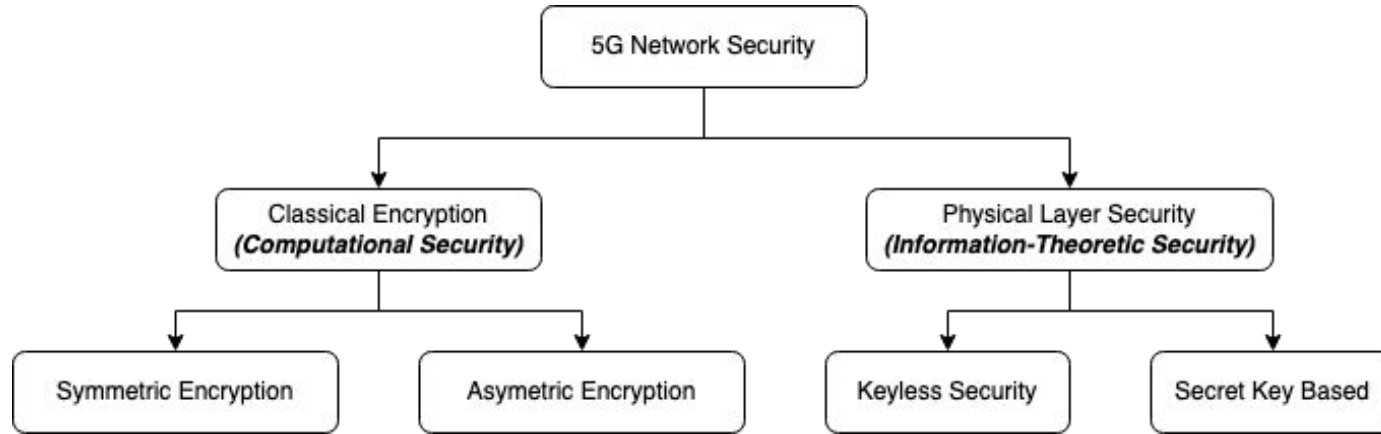 5G Network Security
Classical Encryption
(Computational Security)
Physical Layer Security
(Information-Theoretic Security)
Symmetric Encryption
Asymetric Encryption
Keyless Security
Secret Key Based